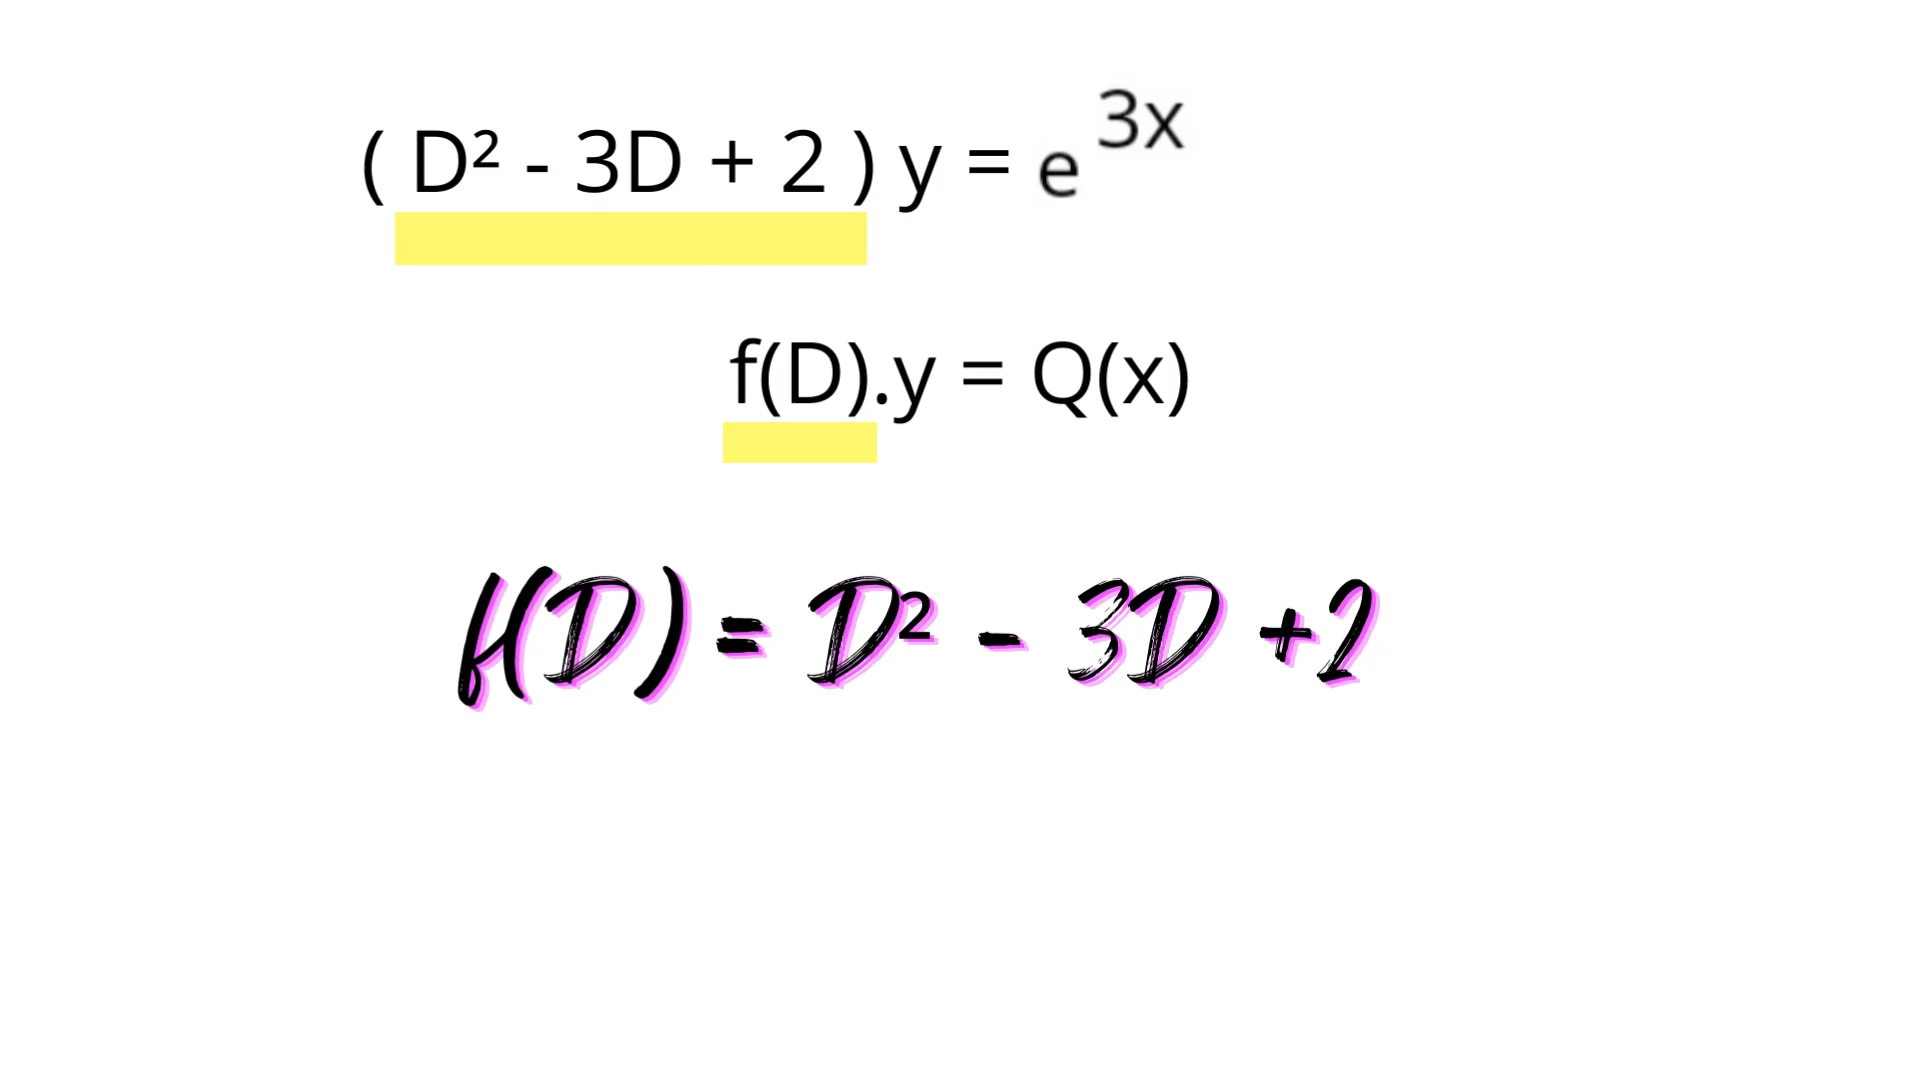 ( D² - 3D + 2 ) y = e ³ˣ
f(D).y = Q(x)
f(D) = D² - 3D +2